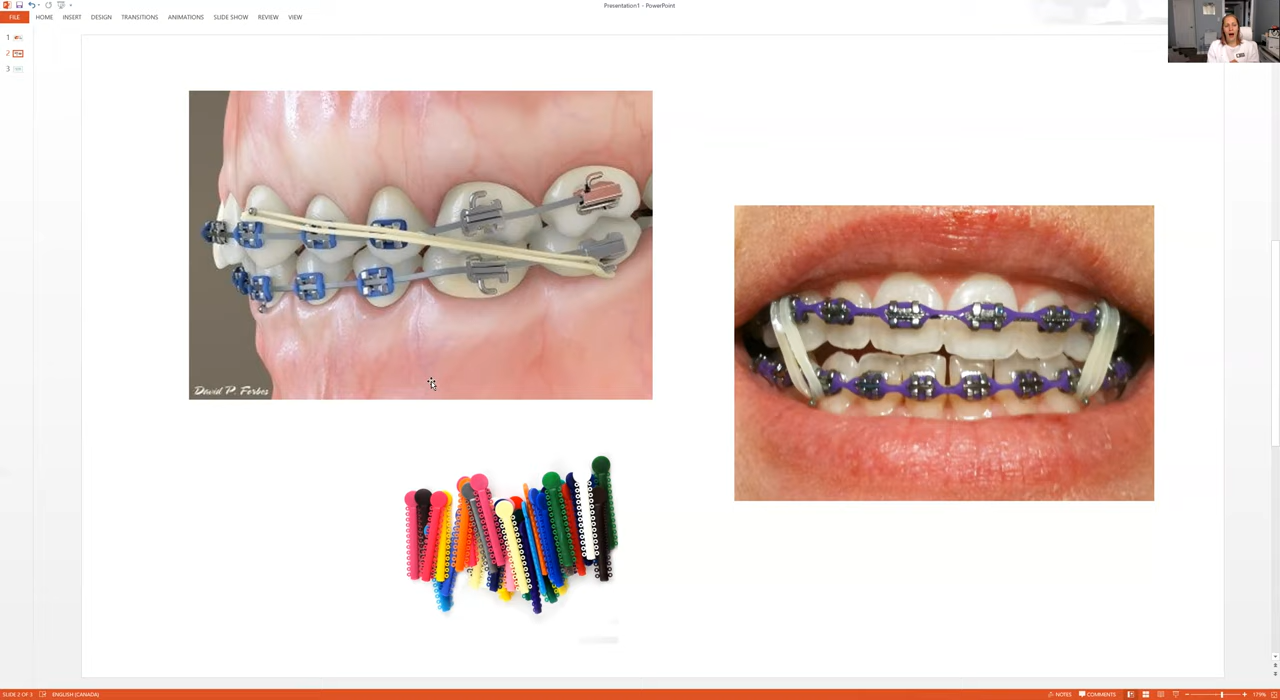 Presentation1 - PowerPoint
FILE HOME INSERT DESIGN TRANSITIONS ANIMATIONS SLIDE SHOW REVIEW VIEW
1
2
3
David P. Forbes
SLIDE 2 OF 3 ENGLISH (CANADA) NOTES COMMENTS 179%